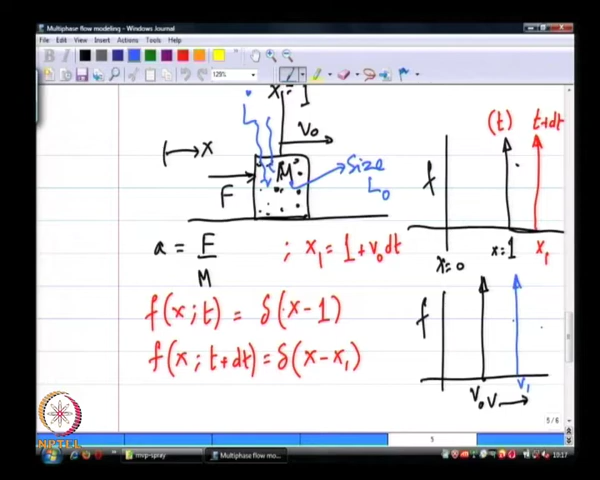 Multiphase flow modeling - Windows Journal
File Edit View Insert Actions Tools Help
129%
x = 1
V₀
x
F
M
Size
L₀
a = F/M ; x₁ = 1 + v₀dt
f(x; t) = δ(x-1)
f(x; t+dt) = δ(x-x₁)
(t) t+dt
f
x=0 x=1 x₁
f
V₀ V → V₁
5/6
5
NPTEL
mvp-spray
Multiphase flow mo...
10:17